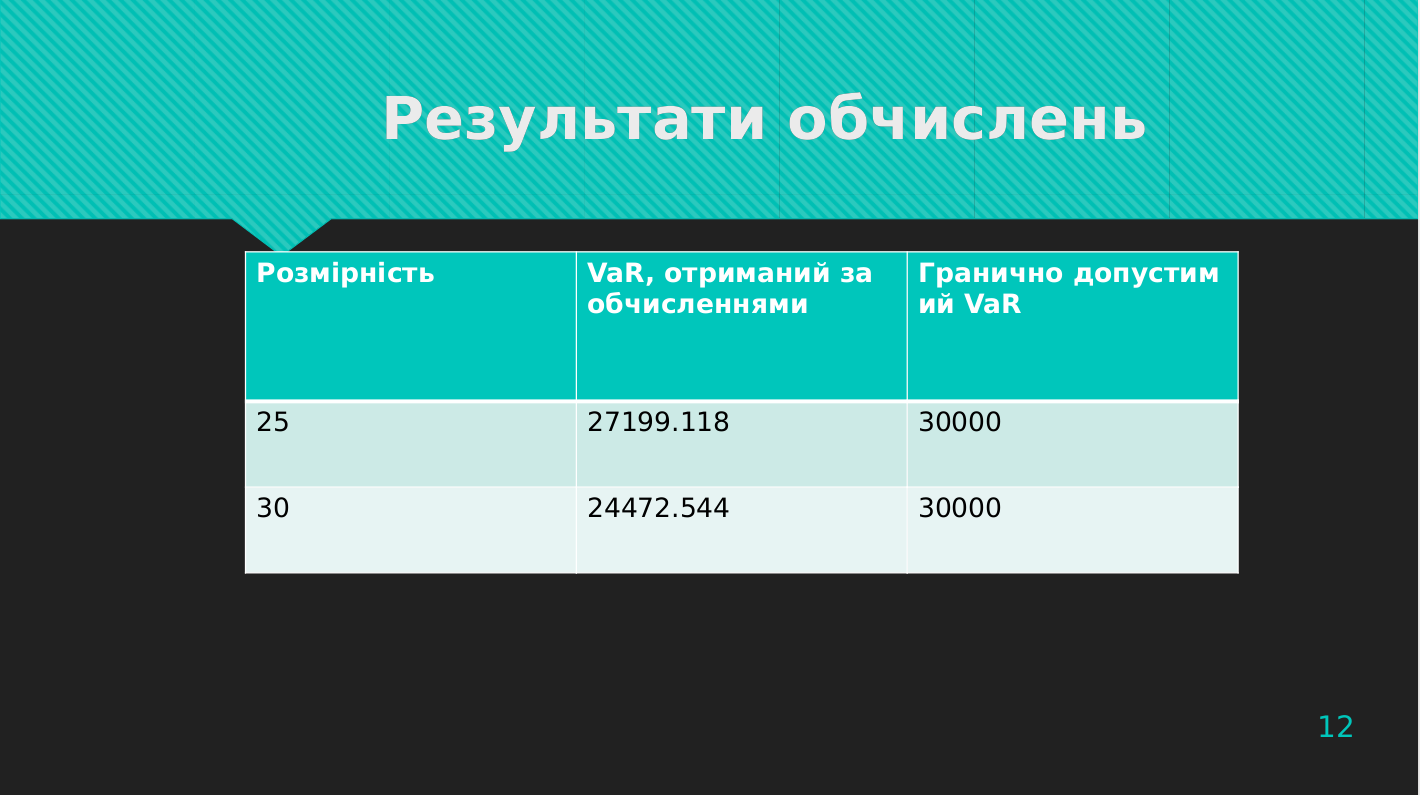 Результати обчислень
Розмірність
VaR, отриманий за
обчисленнями
Гранично допустим
ий VaR
25
27199.118
30000
30
24472.544
30000
12